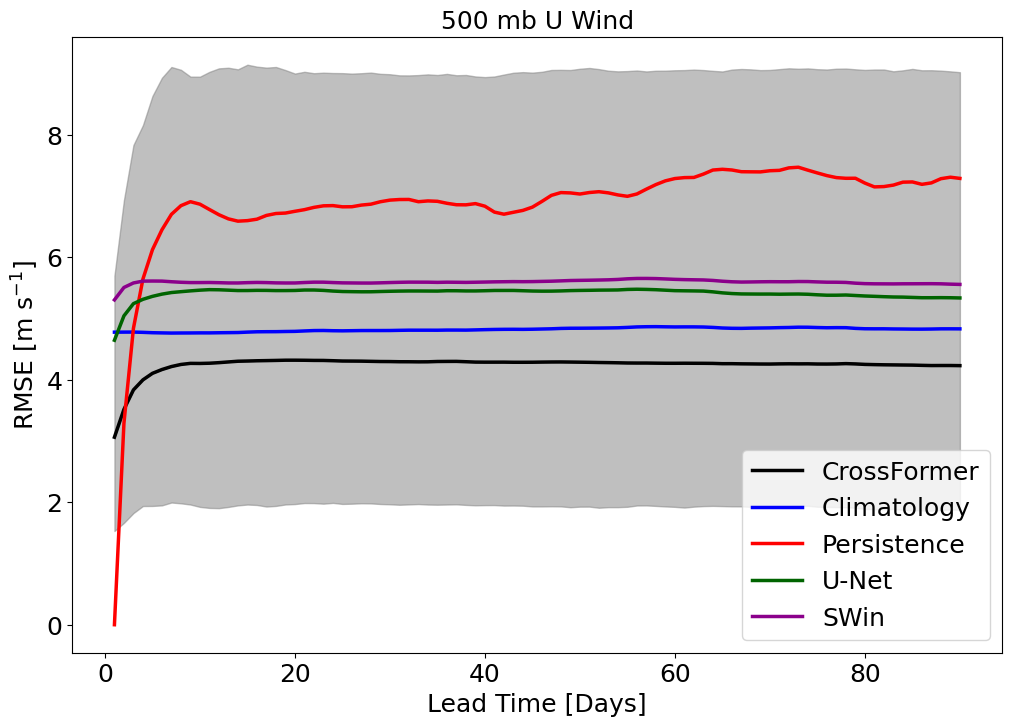 500 mb U Wind
RMSE [m s⁻¹]
8
6
4
2
0
0 20 40 60 80
Lead Time [Days]
CrossFormer
Climatology
Persistence
U-Net
SWin